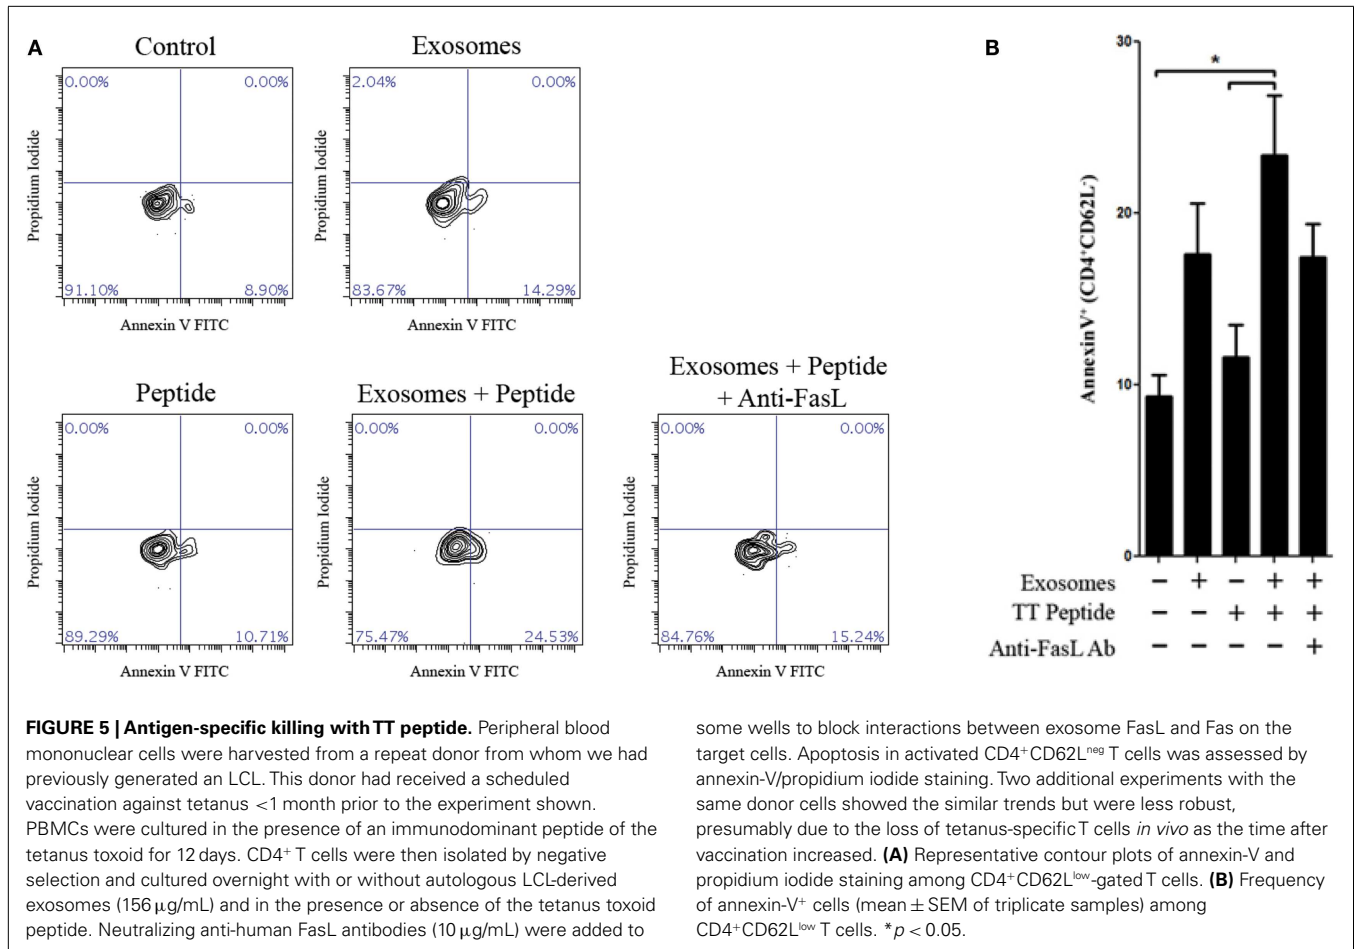 A
Control
Exosomes
0.00%
0.00%
91.10%
8.90%
Propidium Iodide
Annexin V FITC
2.04%
0.00%
83.67%
14.29%
Propidium Iodide
Annexin V FITC
Peptide
Exosomes + Peptide
Exosomes + Peptide
+ Anti-FasL
0.00%
0.00%
89.29%
10.71%
Propidium Iodide
Annexin V FITC
0.00%
0.00%
75.47%
24.53%
Propidium Iodide
Annexin V FITC
0.00%
0.00%
84.76%
15.24%
Propidium Iodide
Annexin V FITC
B
30
20
10
0
AnnexinV⁺ (CD4⁺CD62L⁻)
*
Exosomes − + − + +
TT Peptide − − + + +
Anti-FasL Ab − − − − +
FIGURE 5 | Antigen-specific killing with TT peptide. Peripheral blood
mononuclear cells were harvested from a repeat donor from whom we had
previously generated an LCL. This donor had received a scheduled
vaccination against tetanus <1 month prior to the experiment shown.
PBMCs were cultured in the presence of an immunodominant peptide of the
tetanus toxoid for 12 days. CD4⁺ T cells were then isolated by negative
selection and cultured overnight with or without autologous LCL-derived
exosomes (156 μg/mL) and in the presence or absence of the tetanus toxoid
peptide. Neutralizing anti-human FasL antibodies (10 μg/mL) were added to
some wells to block interactions between exosome FasL and Fas on the
target cells. Apoptosis in activated CD4⁺CD62Lⁿᵉᵍ T cells was assessed by
annexin-V/propidium iodide staining. Two additional experiments with the
same donor cells showed the similar trends but were less robust,
presumably due to the loss of tetanus-specific T cells in vivo as the time after
vaccination increased. (A) Representative contour plots of annexin-V and
propidium iodide staining among CD4⁺CD62Lˡᵒʷ-gated T cells. (B) Frequency
of annexin-V⁺ cells (mean ± SEM of triplicate samples) among
CD4⁺CD62Lˡᵒʷ T cells. *p < 0.05.